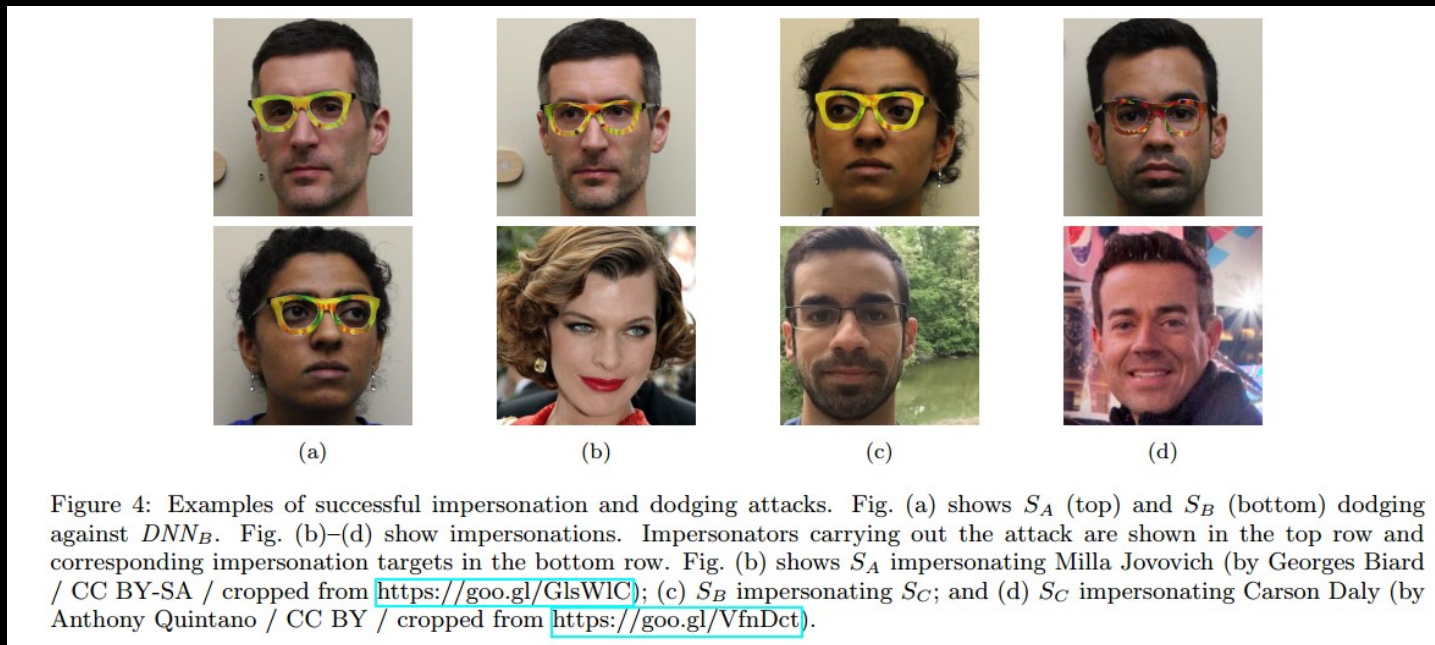 (a) (b) (c) (d)
Figure 4: Examples of successful impersonation and dodging attacks. Fig. (a) shows S_A (top) and S_B (bottom) dodging
against DNN_B. Fig. (b)–(d) show impersonations. Impersonators carrying out the attack are shown in the top row and
corresponding impersonation targets in the bottom row. Fig. (b) shows S_A impersonating Milla Jovovich (by Georges Biard
/ CC BY-SA / cropped from https://goo.gl/GlsWlC); (c) S_B impersonating S_C; and (d) S_C impersonating Carson Daly (by
Anthony Quintano / CC BY / cropped from https://goo.gl/VfnDct).